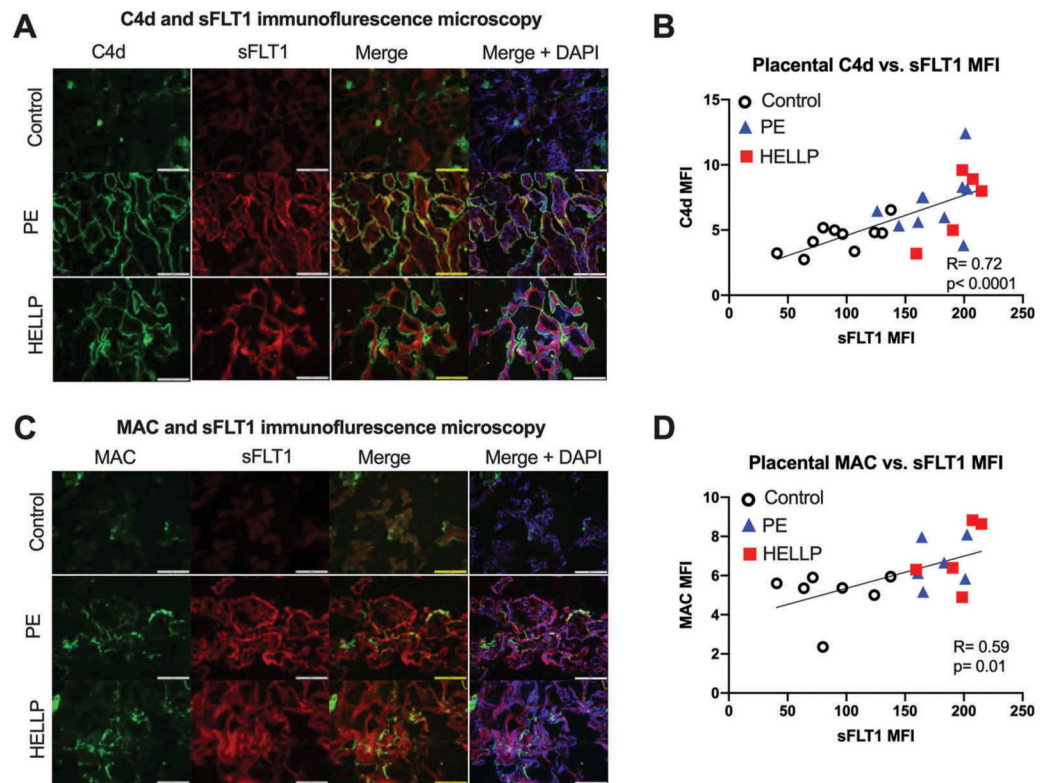 A
C4d and sFLT1 immunoflurescence microscopy
C4d sFLT1 Merge Merge + DAPI
Control
PE
HELLP
B
Placental C4d vs. sFLT1 MFI
Control
PE
HELLP
C4d MFI
15
10
5
0
R= 0.72
p< 0.0001
0 50 100 150 200 250
sFLT1 MFI
C
MAC and sFLT1 immunoflurescence microscopy
MAC sFLT1 Merge Merge + DAPI
Control
PE
HELLP
D
Placental MAC vs. sFLT1 MFI
Control
PE
HELLP
MAC MFI
10
8
6
4
2
0
R= 0.59
p= 0.01
0 50 100 150 200 250
sFLT1 MFI